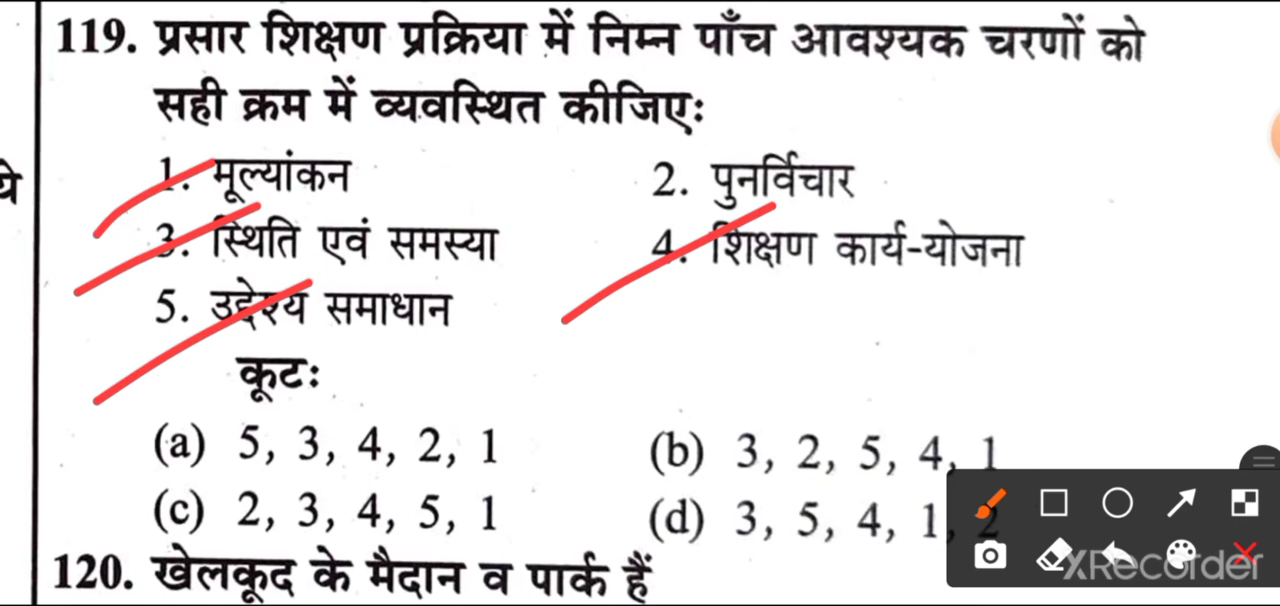 119. प्रसार शिक्षण प्रक्रिया में निम्न पाँच आवश्यक चरणों को
सही क्रम में व्यवस्थित कीजिएः
ये
1. मूल्यांकन 2. पुनर्विचार
3. स्थिति एवं समस्या 4. शिक्षण कार्य-योजना
5. उद्देश्य समाधान
कूटः
(a) 5, 3, 4, 2, 1 (b) 3, 2, 5, 4, 1
(c) 2, 3, 4, 5, 1 (d) 3, 5, 4, 1, 2
120. खेलकूद के मैदान व पार्क हैं
XRecorder